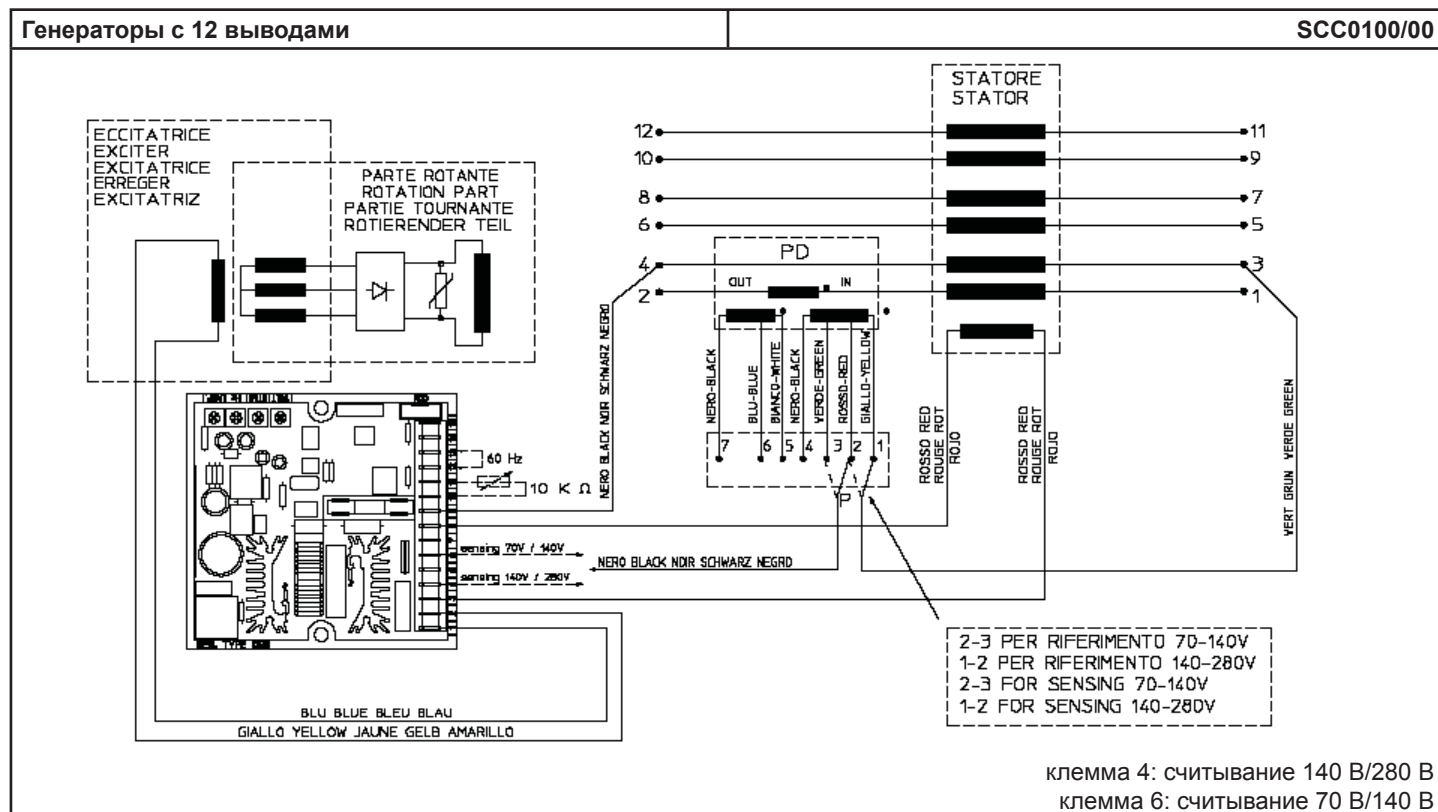 Генераторы с 12 выводами
SCC0100/00
STATORE
STATOR
ECCITATRICE
EXCITER
EXCITATRICE
ERREGER
EXCITATRIZ
PARTE ROTANTE
ROTATION PART
PARTIE TOURNANTE
ROTIERENDER TEIL
12
11
10
9
8
7
6
5
4
3
2
1
PD
OUT
IN
NERO-BLACK
BLU-BLUE
BIANCO-WHITE
NERO-BLACK
VERDE-GREEN
ROSSO-RED
GIALLO-YELLOW
7
6
5
4
3
2
1
P
NERO BLACK NOIR SCHWARZ NEGRO
ROSSO RED
ROUGE ROT
ROJO
ROSSO RED
ROUGE ROT
ROJO
VERT GRUN VERDE GREEN
60 Hz
10 K Ω
sensing 70V / 140V
NERO BLACK NOIR SCHWARZ NEGRO
sensing 140V / 280V
2-3 PER RIFERIMENTO 70-140V
1-2 PER RIFERIMENTO 140-280V
2-3 FOR SENSING 70-140V
1-2 FOR SENSING 140-280V
BLU BLUE BLEU BLAU
GIALLO YELLOW JAUNE GELB AMARILLO
клемма 4: считывание 140 В/280 В
клемма 6: считывание 70 В/140 В